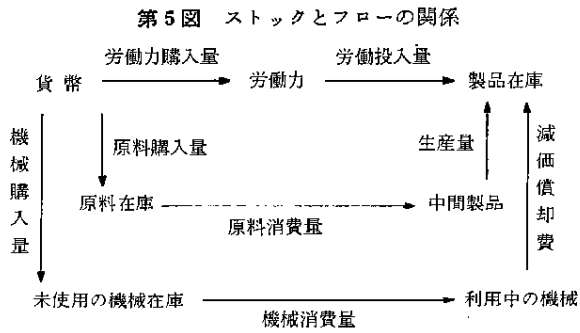 第5図 ストックとフローの関係
労働力購入量 労働投入量
貨幣 労働力 製品在庫
機械購入量
原料購入量
生産量
減価償却費
原料在庫 中間製品
原料消費量
未使用の機械在庫 利用中の機械
機械消費量